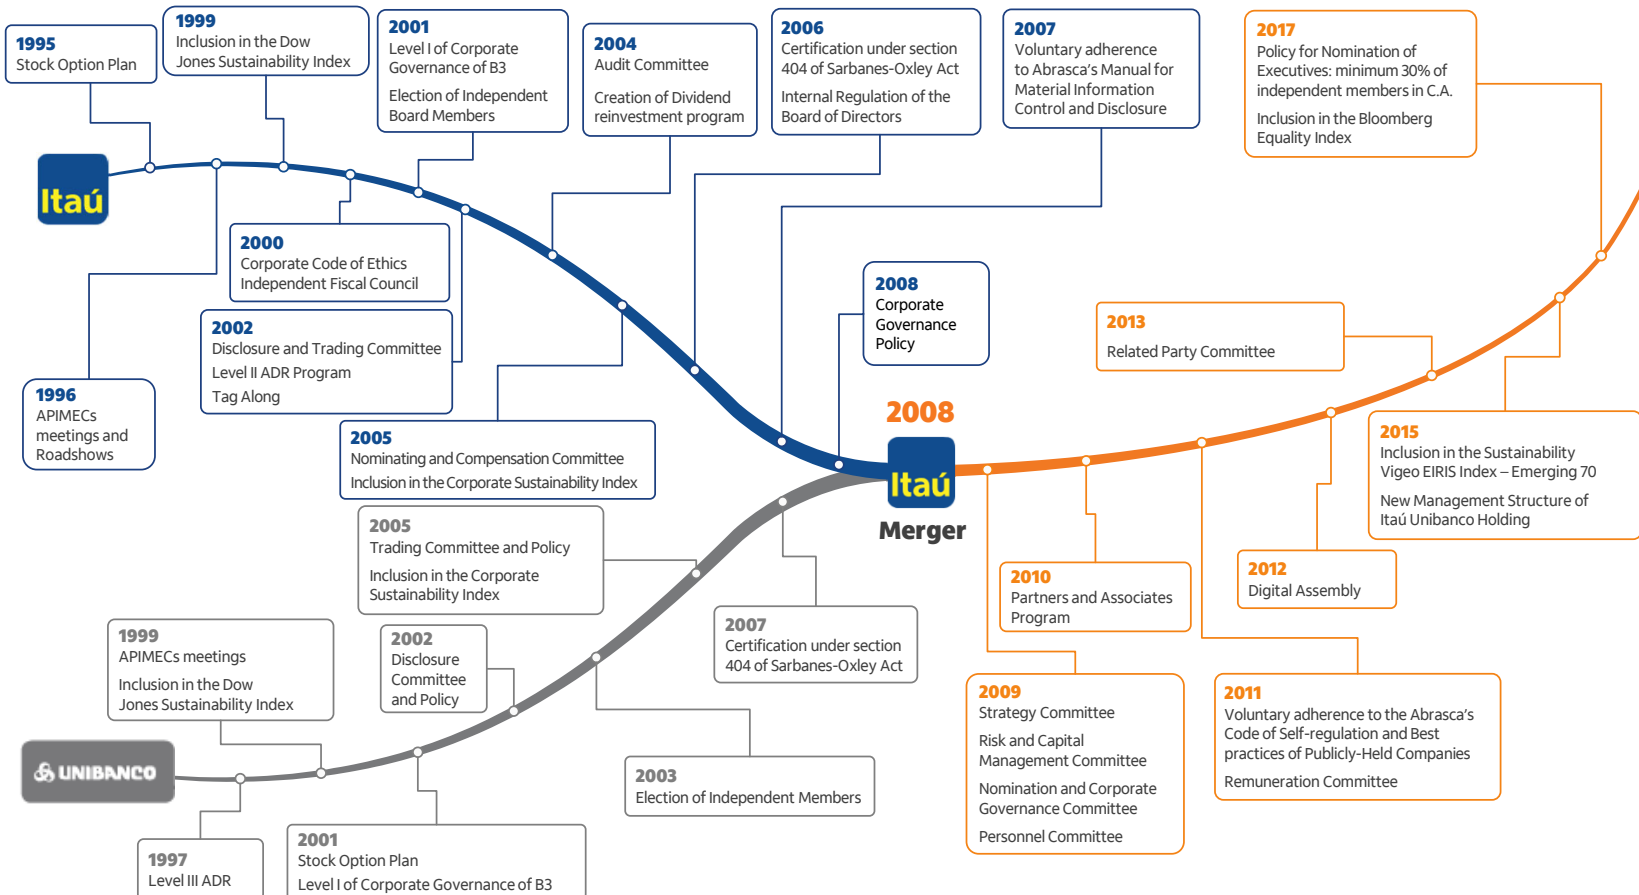 1995
Stock Option Plan
1999
Inclusion in the Dow
Jones Sustainability Index
2001
Level I of Corporate
Governance of B3
Election of Independent
Board Members
2004
Audit Committee
Creation of Dividend
reinvestment program
2006
Certification under section
404 of Sarbanes-Oxley Act
Internal Regulation of the
Board of Directors
2007
Voluntary adherence
to Abrasca's Manual for
Material Information
Control and Disclosure
2017
Policy for Nomination of
Executives: minimum 30% of
independent members in C.A.
Inclusion in the Bloomberg
Equality Index
Itaú
2000
Corporate Code of Ethics
Independent Fiscal Council
2002
Disclosure and Trading Committee
Level II ADR Program
Tag Along
1996
APIMECs
meetings and
Roadshows
2005
Nominating and Compensation Committee
Inclusion in the Corporate Sustainability Index
2008
Corporate
Governance
Policy
2008
Itaú
Merger
2013
Related Party Committee
2015
Inclusion in the Sustainability
Vigeo EIRIS Index – Emerging 70
New Management Structure of
Itaú Unibanco Holding
2005
Trading Committee and Policy
Inclusion in the Corporate
Sustainability Index
2007
Certification under section
404 of Sarbanes-Oxley Act
2010
Partners and Associates
Program
2012
Digital Assembly
1999
APIMECs meetings
Inclusion in the Dow
Jones Sustainability Index
2002
Disclosure
Committee
and Policy
UNIBANCO
2003
Election of Independent Members
2009
Strategy Committee
Risk and Capital
Management Committee
Nomination and Corporate
Governance Committee
Personnel Committee
2011
Voluntary adherence to the Abrasca's
Code of Self-regulation and Best
practices of Publicly-Held Companies
Remuneration Committee
1997
Level III ADR
2001
Stock Option Plan
Level I of Corporate Governance of B3